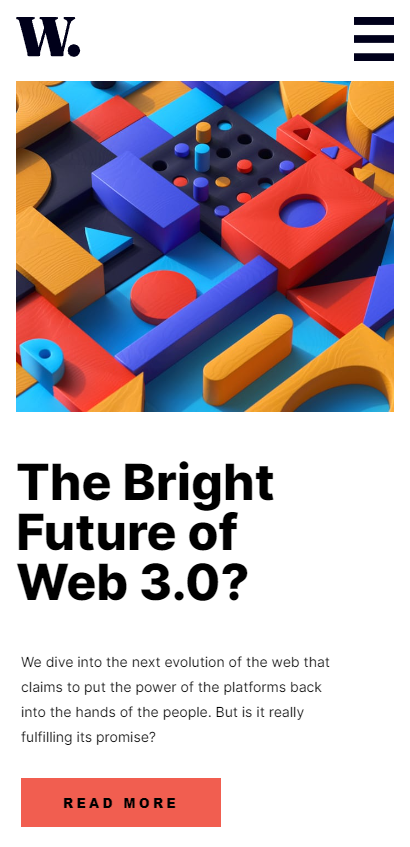 W.
The Bright
Future of
Web 3.0?
We dive into the next evolution of the web that
claims to put the power of the platforms back
into the hands of the people. But is it really
fulfilling its promise?
READ MORE